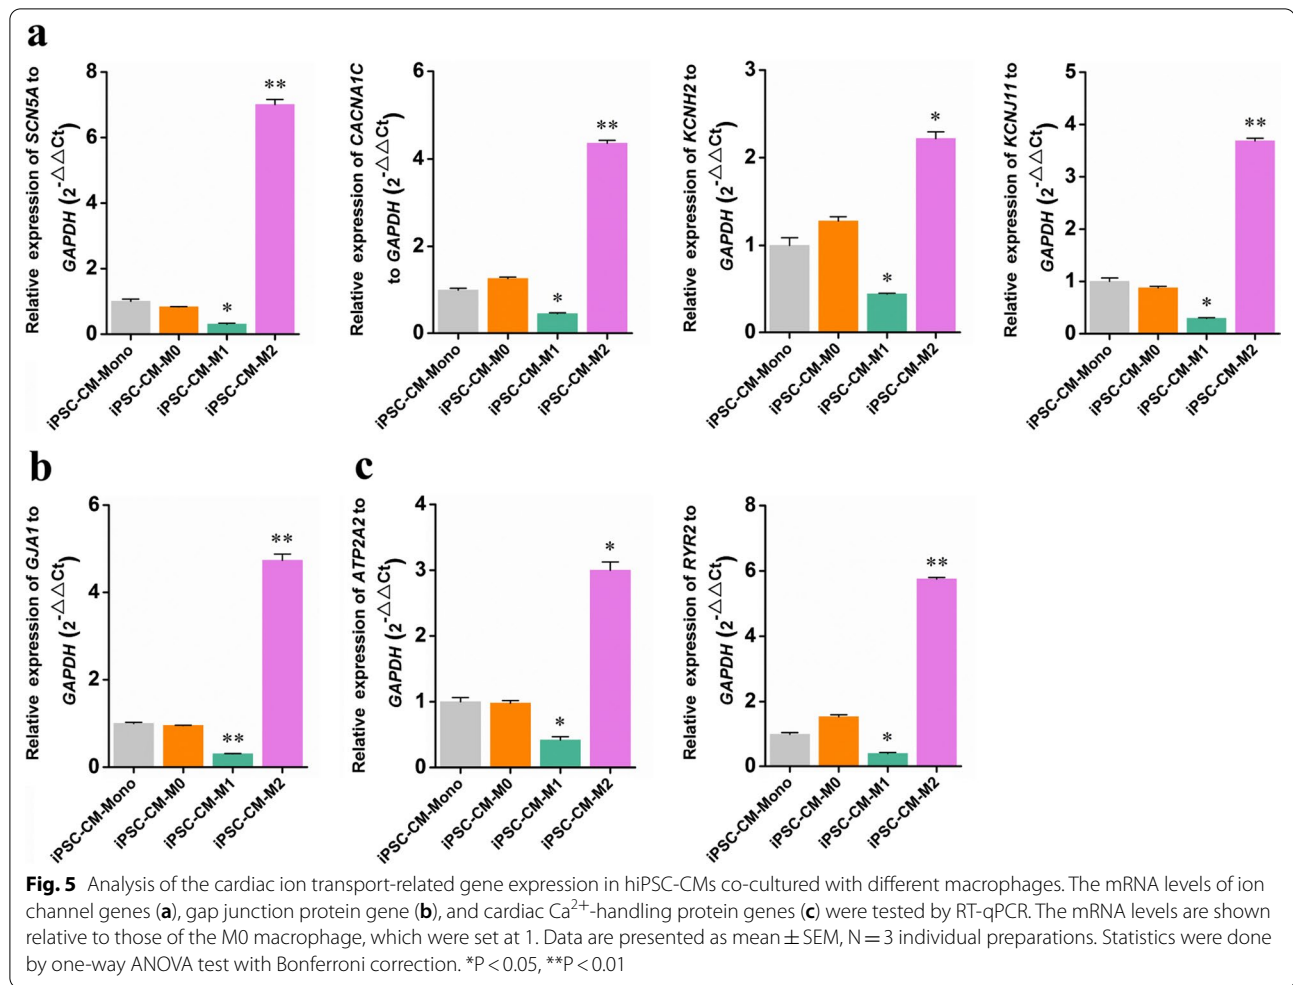 a
Relative expression of SCN5A to
GAPDH (2^-△△Ct)
8
6
4
2
0
**
*
iPSC-CM-Mono
iPSC-CM-M0
iPSC-CM-M1
iPSC-CM-M2
Relative expression of CACNA1C
to GAPDH (2^-△△Ct)
6
4
2
0
**
*
iPSC-CM-Mono
iPSC-CM-M0
iPSC-CM-M1
iPSC-CM-M2
Relative expression of KCNH2 to
GAPDH (2^-△△Ct)
3
2
1
0
*
*
iPSC-CM-Mono
iPSC-CM-M0
iPSC-CM-M1
iPSC-CM-M2
Relative expression of KCNJ11 to
GAPDH (2^-△△Ct)
5
4
3
2
1
0
**
*
iPSC-CM-Mono
iPSC-CM-M0
iPSC-CM-M1
iPSC-CM-M2
b
Relative expression of GJA1 to
GAPDH (2^-△△Ct)
6
4
2
0
**
**
iPSC-CM-Mono
iPSC-CM-M0
iPSC-CM-M1
iPSC-CM-M2
c
Relative expression of ATP2A2 to
GAPDH (2^-△△Ct)
4
3
2
1
0
*
*
iPSC-CM-Mono
iPSC-CM-M0
iPSC-CM-M1
iPSC-CM-M2
Relative expression of RYR2 to
GAPDH (2^-△△Ct)
8
6
4
2
0
**
*
iPSC-CM-Mono
iPSC-CM-M0
iPSC-CM-M1
iPSC-CM-M2
Fig. 5 Analysis of the cardiac ion transport-related gene expression in hiPSC-CMs co-cultured with different macrophages. The mRNA levels of ion
channel genes (a), gap junction protein gene (b), and cardiac Ca²⁺-handling protein genes (c) were tested by RT-qPCR. The mRNA levels are shown
relative to those of the M0 macrophage, which were set at 1. Data are presented as mean ± SEM, N = 3 individual preparations. Statistics were done
by one-way ANOVA test with Bonferroni correction. *P < 0.05, **P < 0.01